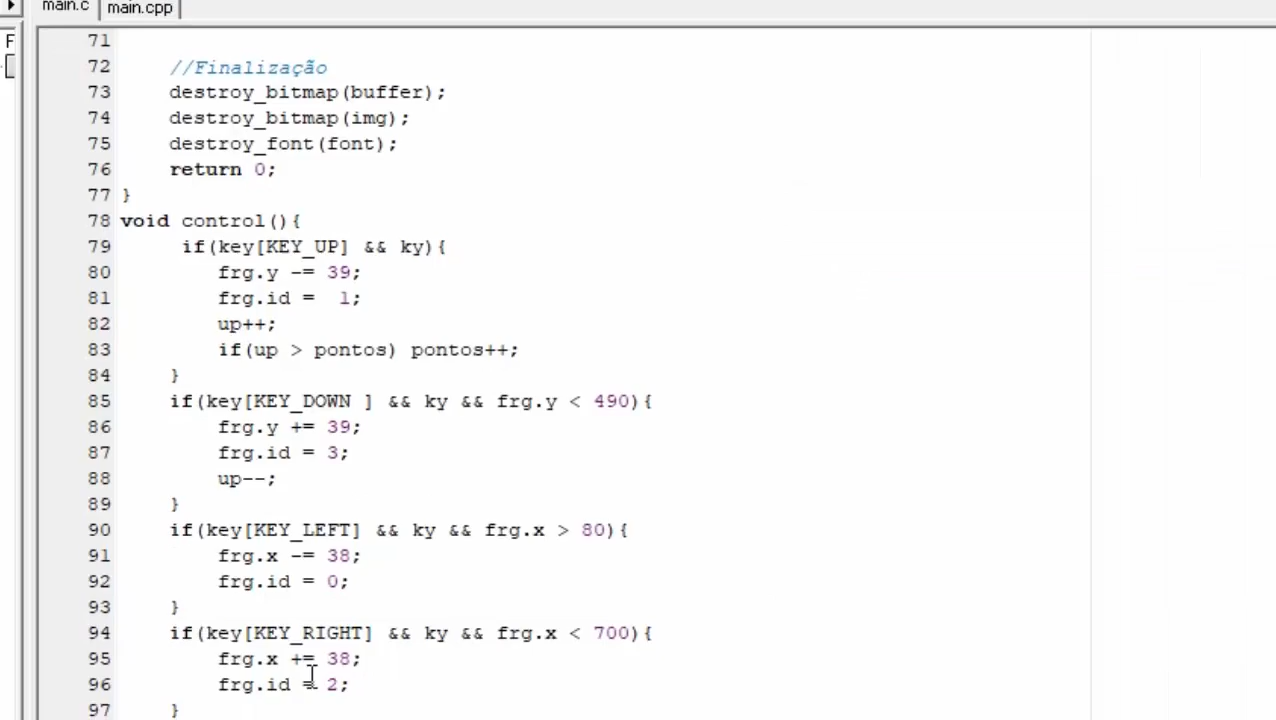 main.c main.cpp
F
71
72 //Finalização
73 destroy_bitmap(buffer);
74 destroy_bitmap(img);
75 destroy_font(font);
76 return 0;
77 }
78 void control(){
79 if(key[KEY_UP] && ky){
80 frg.y -= 39;
81 frg.id =  1;
82 up++;
83 if(up > pontos) pontos++;
84 }
85 if(key[KEY_DOWN ] && ky && frg.y < 490){
86 frg.y += 39;
87 frg.id = 3;
88 up--;
89 }
90 if(key[KEY_LEFT] && ky && frg.x > 80){
91 frg.x -= 38;
92 frg.id = 0;
93 }
94 if(key[KEY_RIGHT] && ky && frg.x < 700){
95 frg.x += 38;
96 frg.id = 2;
97 }